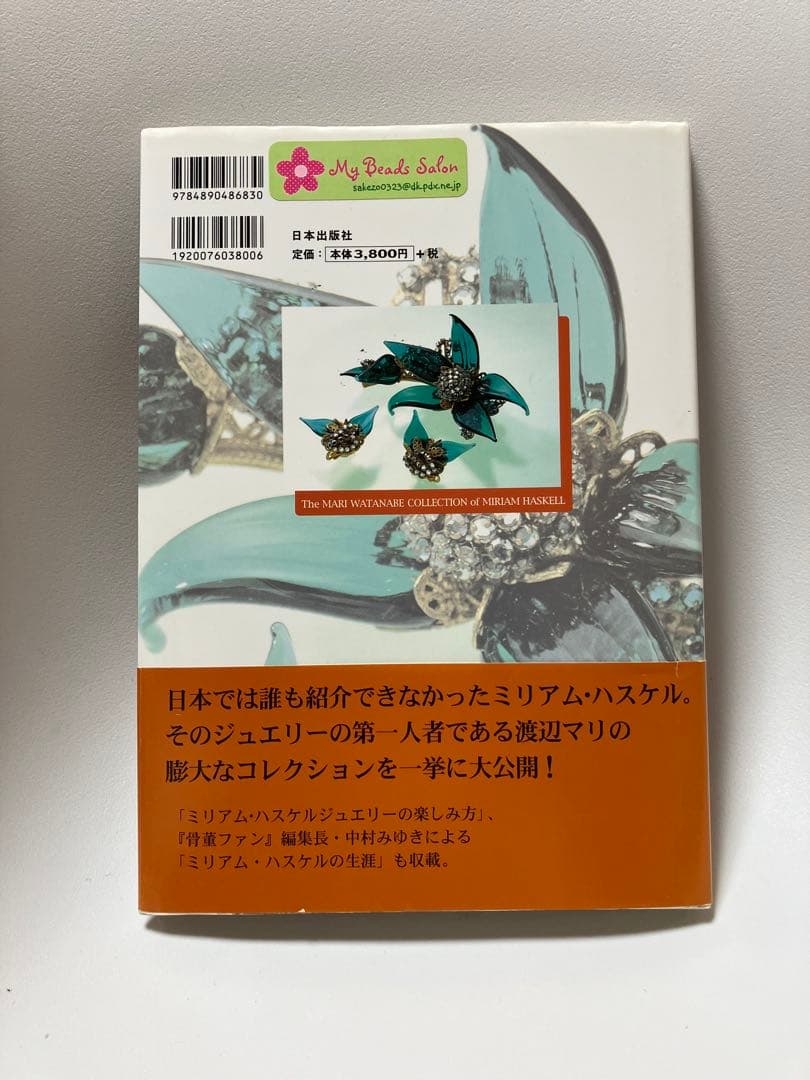 My Beads Salon
sakezo0323@dk.pdx.ne.jp
9784890486830
1920076038006
日本出版社
定価：本体3,800円+税
The MARI WATANABE COLLECTION of MIRIAM HASKELL
日本では誰も紹介できなかったミリアム・ハスケル。
そのジュエリーの第一人者である渡辺マリの
膨大なコレクションを一挙に大公開！
「ミリアム・ハスケルジュエリーの楽しみ方」、
『骨董ファン』編集長・中村みゆきによる
「ミリアム・ハスケルの生涯」も収載。